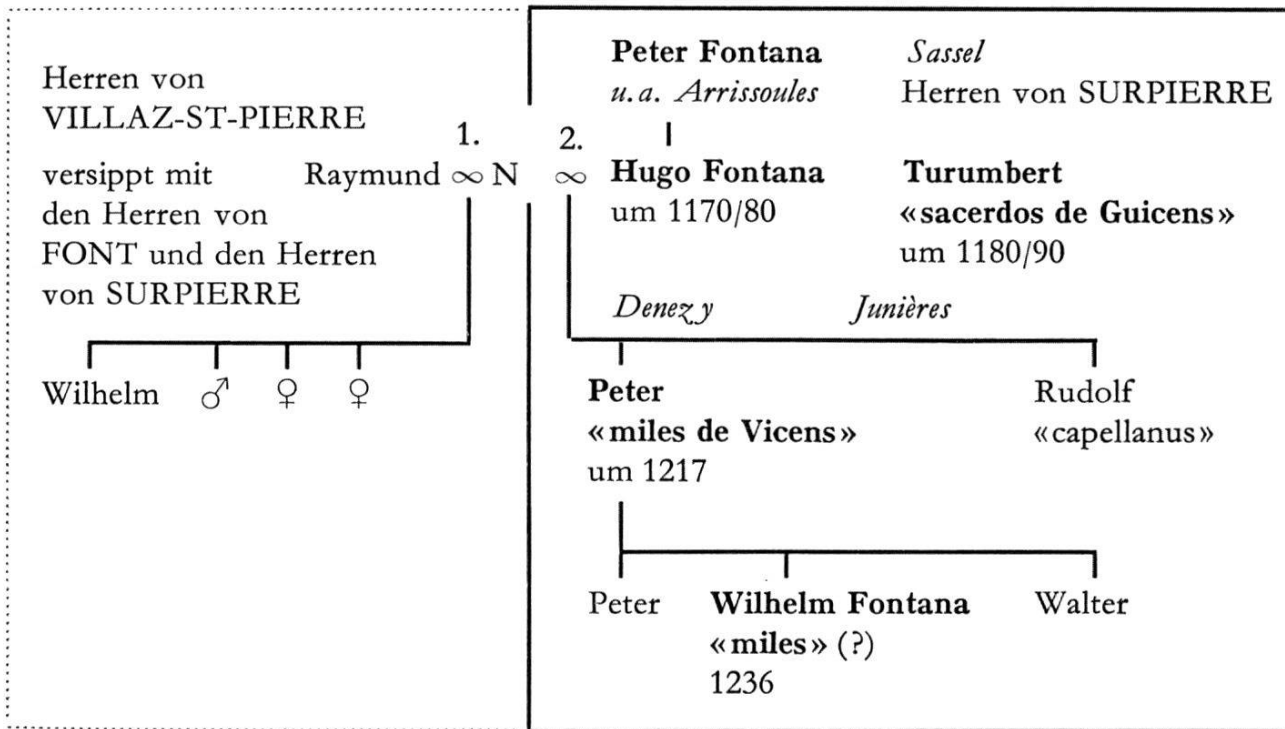 Herren von
VILLAZ-ST-PIERRE
versippt mit
den Herren von
FONT und den Herren
von SURPIERRE
1.
Raymund ∞ N
2.
∞
Wilhelm ♂ ♀ ♀
Peter Fontana
u. a. Arrissoules
Sassel
Herren von SURPIERRE
Hugo Fontana
um 1170/80
Turumbert
«sacerdos de Guicens»
um 1180/90
Denezy Junières
Peter
«miles de Vicens»
um 1217
Rudolf
«capellanus»
Peter
Wilhelm Fontana
«miles» (?)
1236
Walter